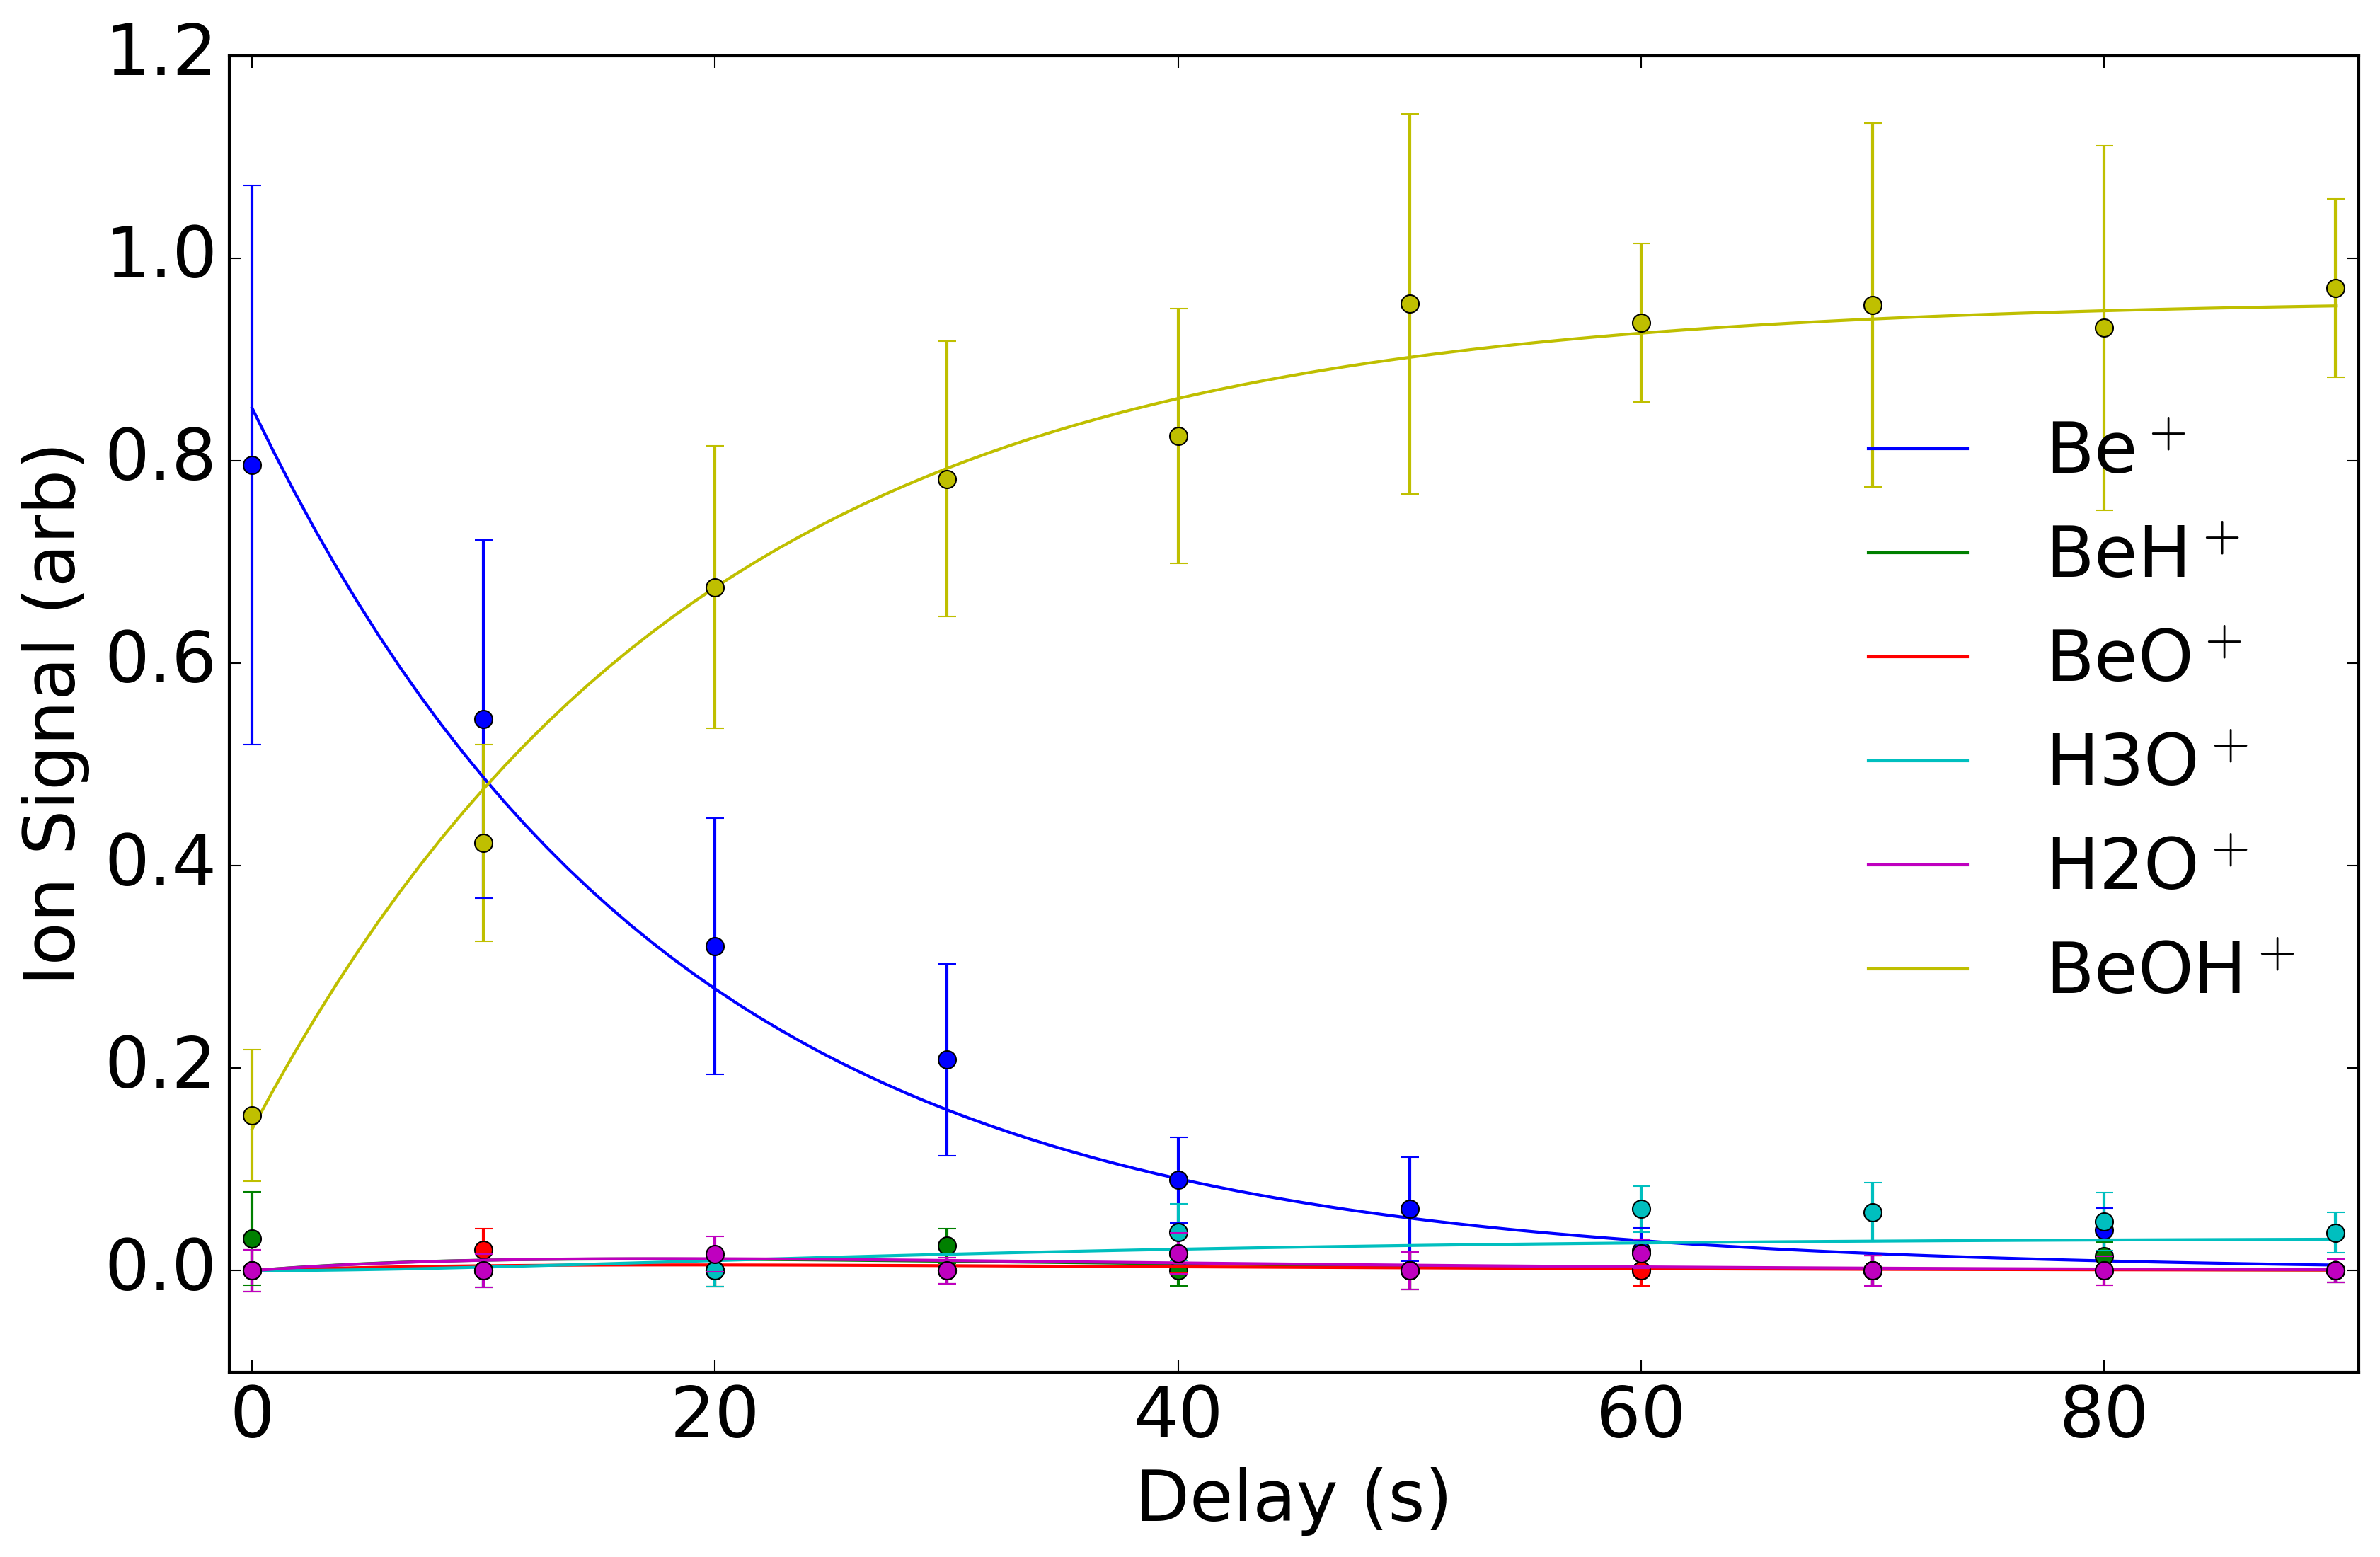 1.2
1.0
0.8
0.6
0.4
0.2
0.0
Ion Signal (arb)
Be⁺
BeH⁺
BeO⁺
H3O⁺
H2O⁺
BeOH⁺
0 20 40 60 80
Delay (s)